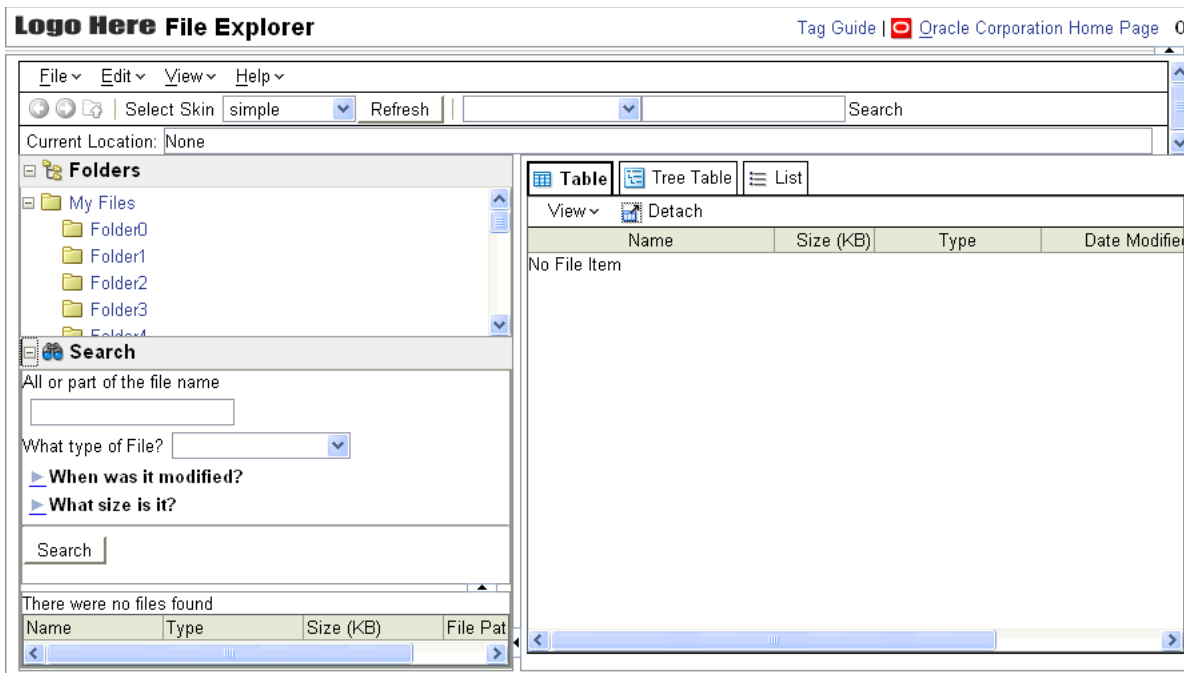 Logo Here File Explorer
Tag Guide | Oracle Corporation Home Page
File Edit View Help
Select Skin simple Refresh Search
Current Location: None
Folders
My Files
Folder0
Folder1
Folder2
Folder3
Folder4
Search
All or part of the file name
What type of File?
When was it modified?
What size is it?
Search
There were no files found
Name Type Size (KB) File Pat
Table Tree Table List
View Detach
Name Size (KB) Type Date Modified
No File Item